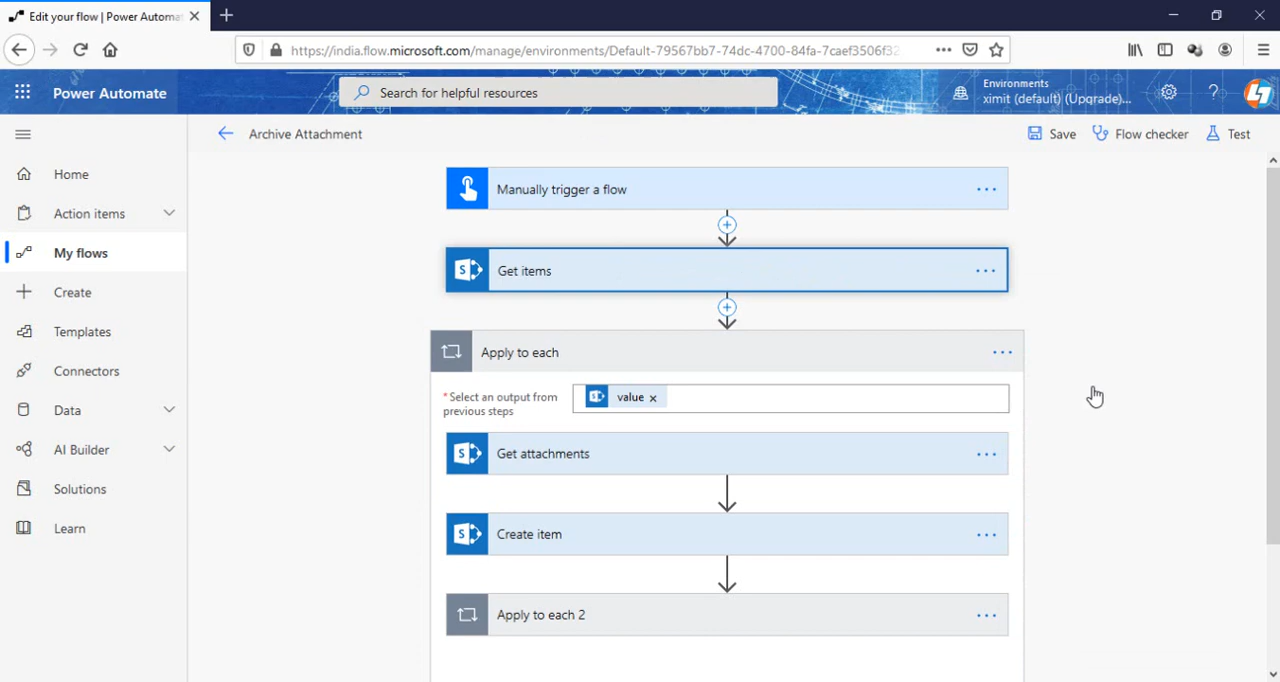 Edit your flow | Power Automa
https://india.flow.microsoft.com/manage/environments/Default-79567bb7-74dc-4700-84fa-7caef3506f32
Power Automate
Search for helpful resources
Environments
ximit (default) (Upgrade)...
Archive Attachment
Save
Flow checker
Test
Home
Action items
My flows
Create
Templates
Connectors
Data
AI Builder
Solutions
Learn
Manually trigger a flow
Get items
Apply to each
* Select an output from
previous steps
value
Get attachments
Create item
Apply to each 2